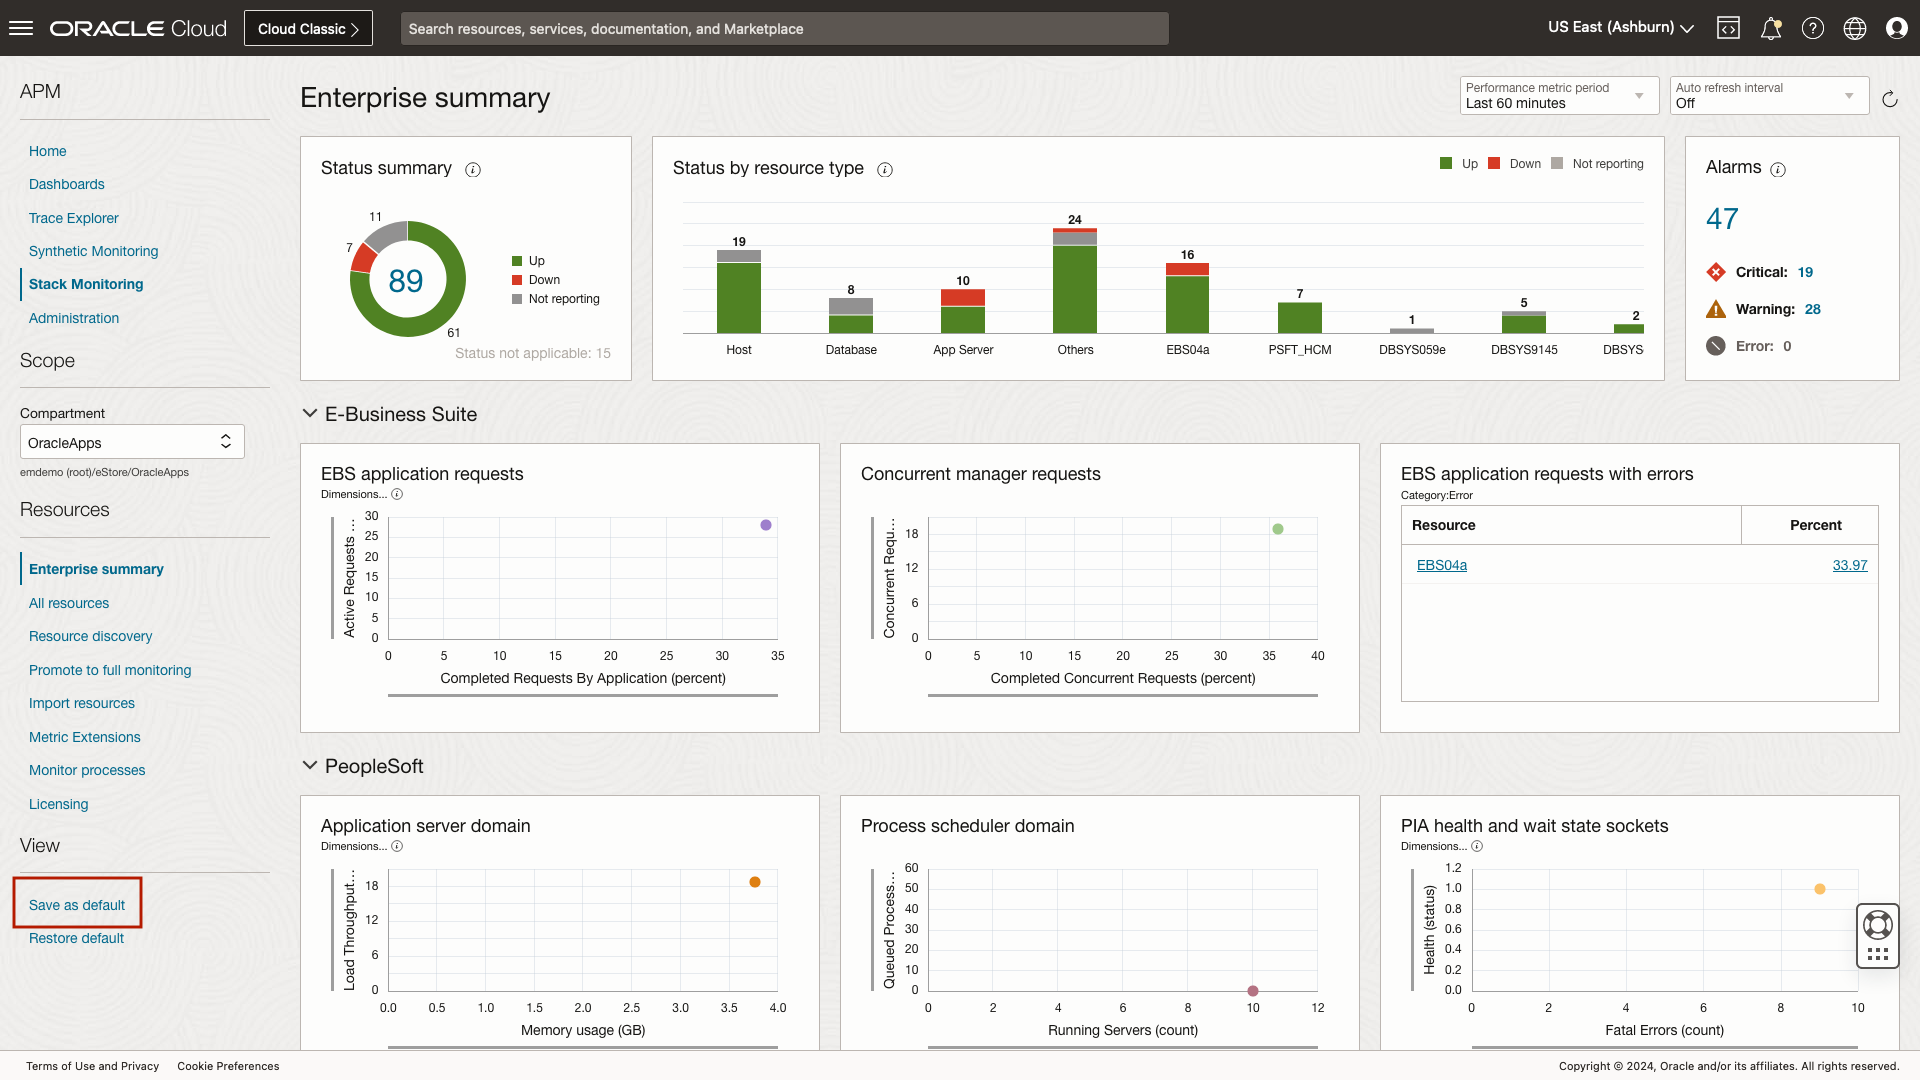 ORACLE Cloud
Cloud Classic
Search resources, services, documentation, and Marketplace
US East (Ashburn)
APM
Home
Dashboards
Trace Explorer
Synthetic Monitoring
Stack Monitoring
Administration
Scope
Compartment
OracleApps
emdemo (root)/eStore/OracleApps
Resources
Enterprise summary
All resources
Resource discovery
Promote to full monitoring
Import resources
Metric Extensions
Monitor processes
Licensing
View
Save as default
Restore default
Enterprise summary
Performance metric period
Last 60 minutes
Auto refresh interval
Off
Status summary
11
7
89
61
Up
Down
Not reporting
Status not applicable: 15
Status by resource type
Up Down Not reporting
19 8 10 24 16 7 1 5 2
Host Database App Server Others EBS04a PSFT_HCM DBSYS059e DBSYS9145 DBSYS
Alarms
47
Critical: 19
Warning: 28
Error: 0
E-Business Suite
EBS application requests
Dimensions...
Active Requests ...
30
25
20
15
10
5
0
0 5 10 15 20 25 30 35
Completed Requests By Application (percent)
Concurrent manager requests
Concurrent Requ...
18
12
6
0
0 5 10 15 20 25 30 35 40
Completed Concurrent Requests (percent)
EBS application requests with errors
Category:Error
Resource Percent
EBS04a 33.97
PeopleSoft
Application server domain
Dimensions...
Load Throughput...
18
12
6
0
0.0 0.5 1.0 1.5 2.0 2.5 3.0 3.5 4.0
Memory usage (GB)
Process scheduler domain
Queued Process...
60
50
40
30
20
10
0
0 2 4 6 8 10 12
Running Servers (count)
PIA health and wait state sockets
Dimensions...
Health (status)
1.2
1.0
0.8
0.6
0.4
0.2
0.0
0 2 4 6 8 10
Fatal Errors (count)
Terms of Use and Privacy Cookie Preferences
Copyright © 2024, Oracle and/or its affiliates. All rights reserved.